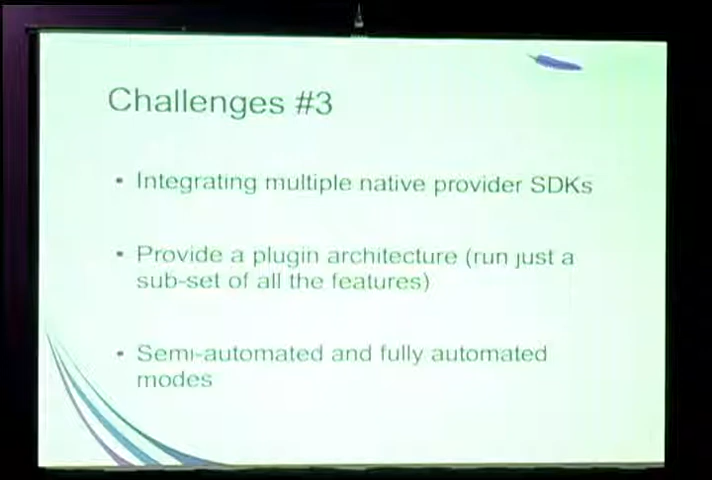 Challenges #3
• Integrating multiple native provider SDKs
• Provide a plugin architecture (run just a
sub-set of all the features)
• Semi-automated and fully automated
modes